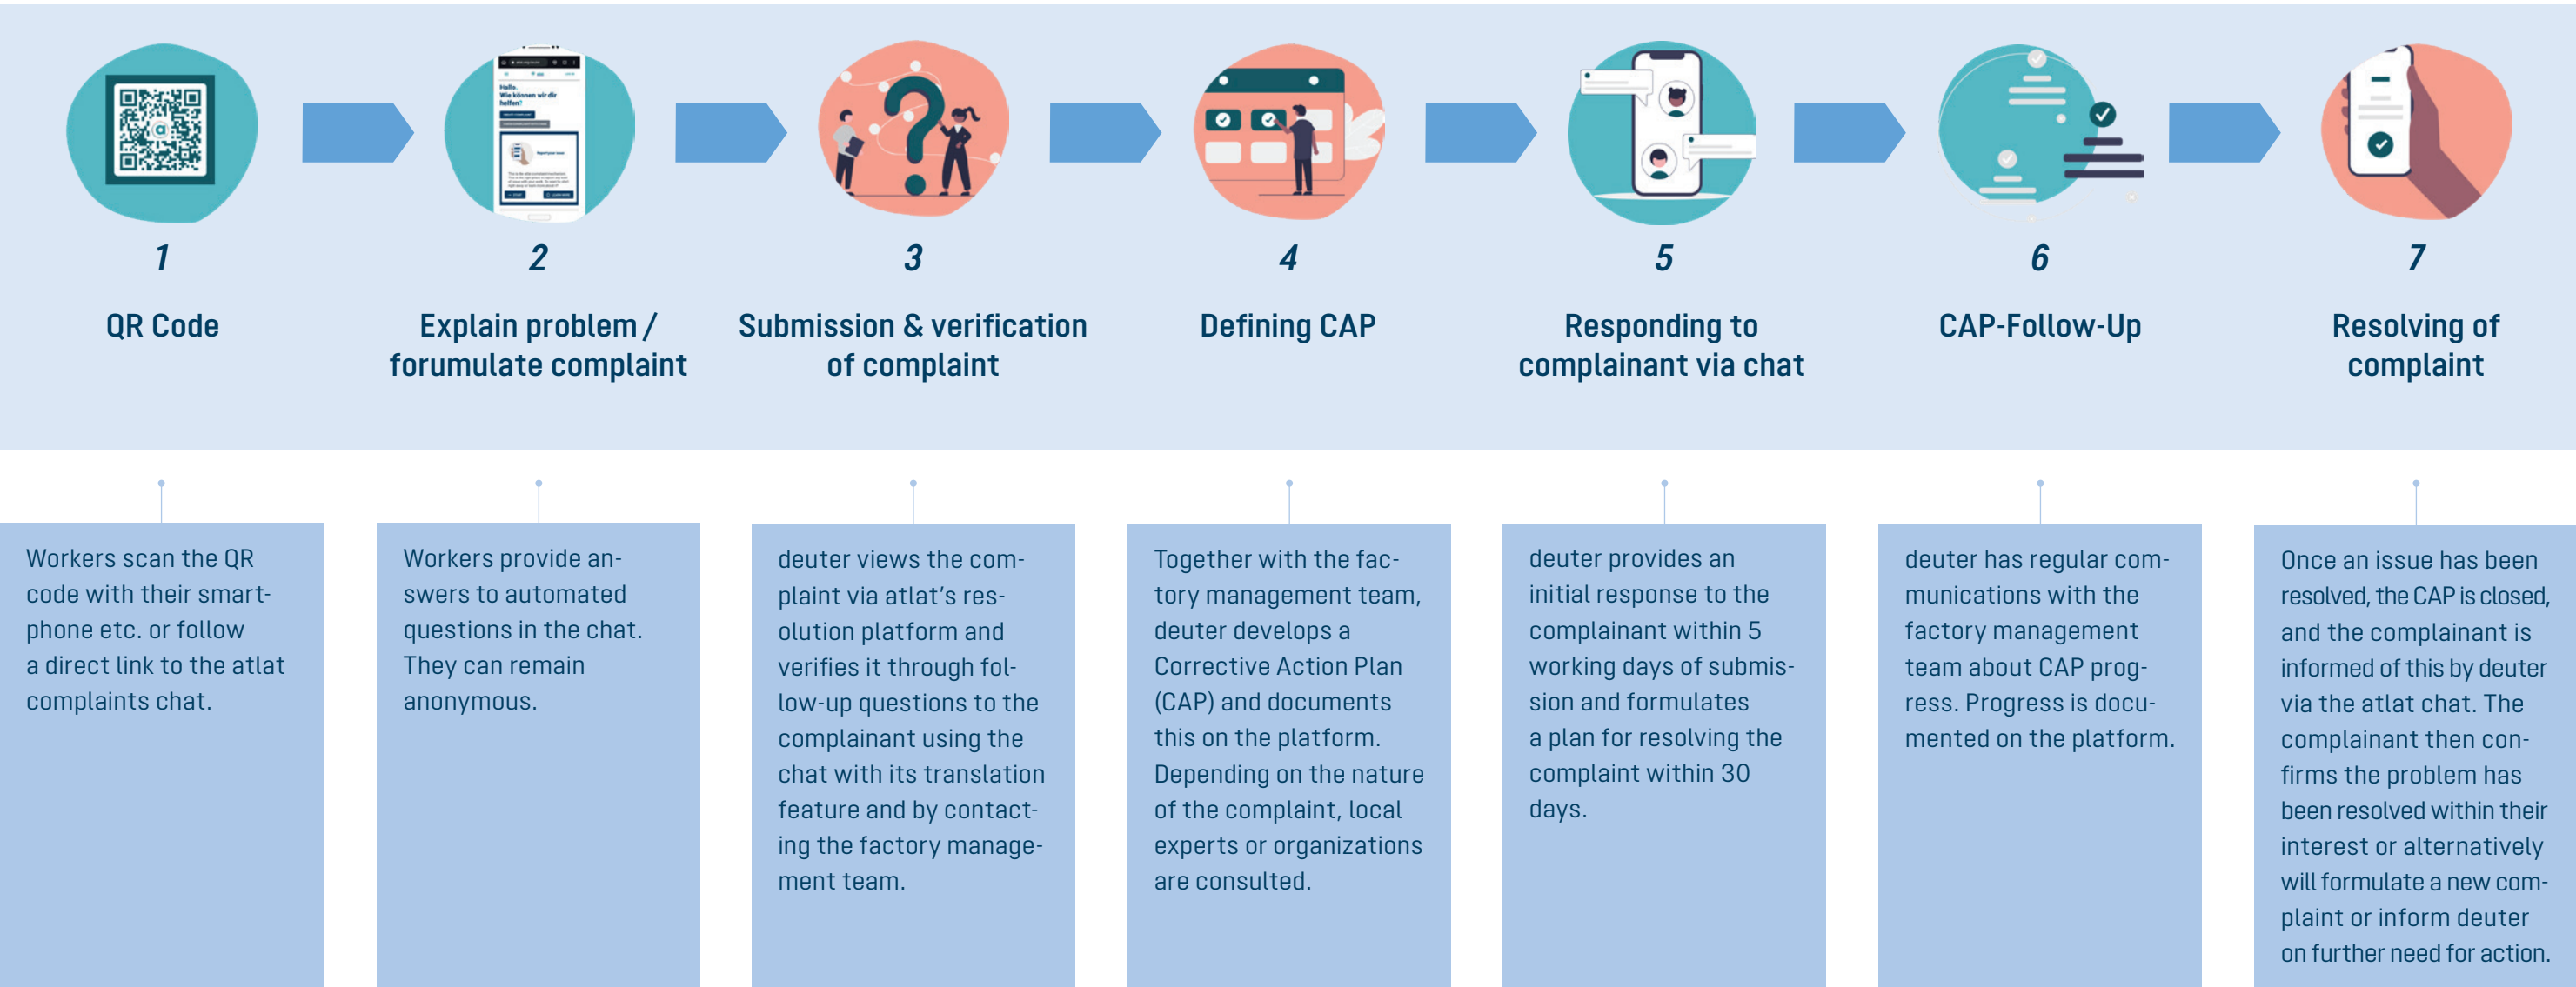 Hallo.
Wie können wir dir
helfen?
Report your issue
1
QR Code
2
Explain problem /
forumulate complaint
3
Submission & verification
of complaint
4
Defining CAP
5
Responding to
complainant via chat
6
CAP-Follow-Up
7
Resolving of
complaint
Workers scan the QR
code with their smart-
phone etc. or follow
a direct link to the atlat
complaints chat.
Workers provide an-
swers to automated
questions in the chat.
They can remain
anonymous.
deuter views the com-
plaint via atlat’s res-
olution platform and
verifies it through fol-
low-up questions to the
complainant using the
chat with its translation
feature and by contact-
ing the factory manage-
ment team.
Together with the fac-
tory management team,
deuter develops a
Corrective Action Plan
(CAP) and documents
this on the platform.
Depending on the nature
of the complaint, local
experts or organizations
are consulted.
deuter provides an
initial response to the
complainant within 5
working days of submis-
sion and formulates
a plan for resolving the
complaint within 30
days.
deuter has regular com-
munications with the
factory management
team about CAP prog-
ress. Progress is docu-
mented on the platform.
Once an issue has been
resolved, the CAP is closed,
and the complainant is
informed of this by deuter
via the atlat chat. The
complainant then con-
firms the problem has
been resolved within their
interest or alternatively
will formulate a new com-
plaint or inform deuter
on further need for action.